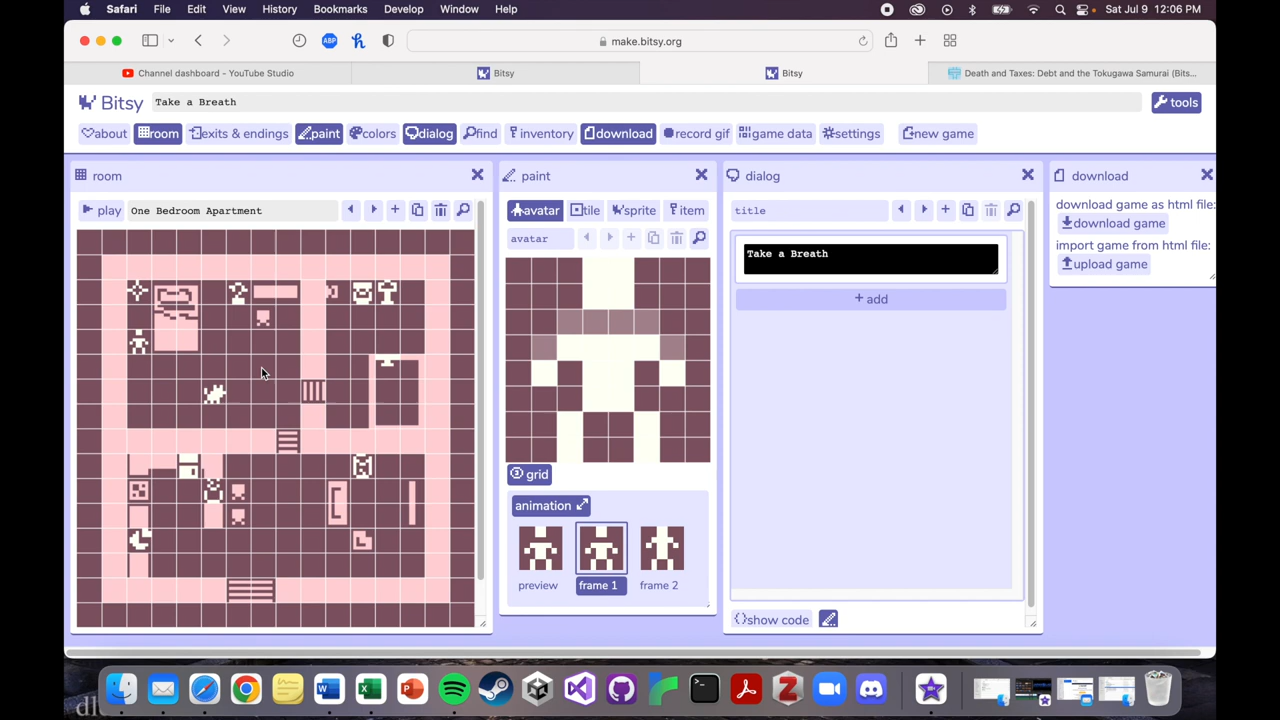 Safari File Edit View History Bookmarks Develop Window Help Sat Jul 9 12:06 PM
ABP make.bitsy.org
Channel dashboard - YouTube Studio Bitsy Bitsy Death and Taxes: Debt and the Tokugawa Samurai (Bits...
Bitsy Take a Breath tools
about room exits & endings paint colors dialog find inventory download record gif game data settings new game
room paint dialog download
play One Bedroom Apartment
avatar tile sprite item
title
download game as html file:
download game
avatar
import game from html file:
upload game
Take a Breath
+ add
grid
animation
preview frame 1 frame 2
{}show code